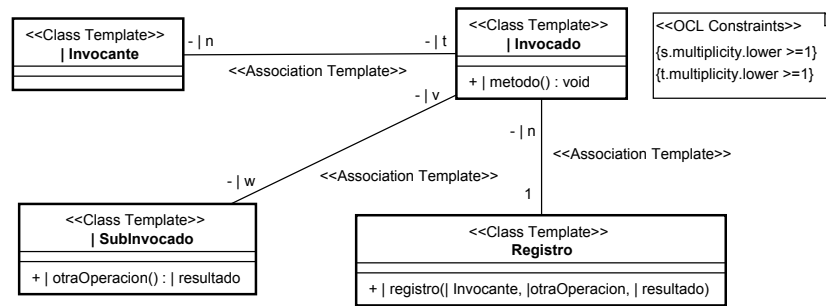 <<Class Template>>
| Invocante
- | n
- | t
<<Association Template>>
<<Class Template>>
| Invocado
+ | metodo() : void
<<OCL Constraints>>
{s.multiplicity.lower >=1}
{t.multiplicity.lower >=1}
- | v
- | n
<<Association Template>>
<<Association Template>>
- | w
1
<<Class Template>>
| SubInvocado
+ | otraOperacion() : | resultado
<<Class Template>>
Registro
+ | registro(| Invocante, |otraOperacion, | resultado)